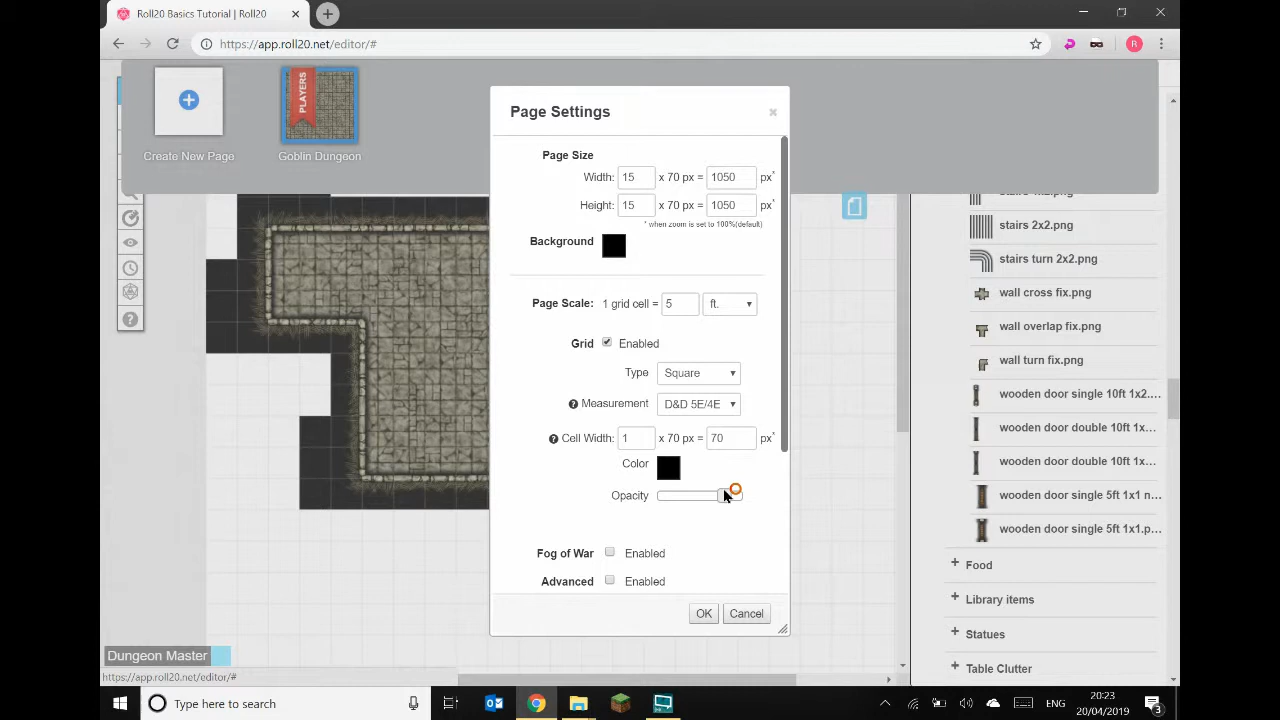 Roll20 Basics Tutorial | Roll20
https://app.roll20.net/editor/#
R
PLAYERS
Create New Page
Goblin Dungeon
Page Settings
Page Size
Width: 15 x 70 px = 1050 px*
Height: 15 x 70 px = 1050 px*
* when zoom is set to 100%(default)
Background
Page Scale: 1 grid cell = 5 ft.
Grid Enabled
Type Square
Measurement D&D 5E/4E
Cell Width: 1 x 70 px = 70 px*
Color
Opacity
Fog of War Enabled
Advanced Enabled
OK Cancel
stairs 2x2.png
stairs turn 2x2.png
wall cross fix.png
wall overlap fix.png
wall turn fix.png
wooden door single 10ft 1x2....
wooden door double 10ft 1x...
wooden door double 10ft 1x...
wooden door single 5ft 1x1 n...
wooden door single 5ft 1x1.p...
+ Food
+ Library items
+ Statues
+ Table Clutter
Dungeon Master
https://app.roll20.net/editor/#
Type here to search
ENG
20:23
20/04/2019
3